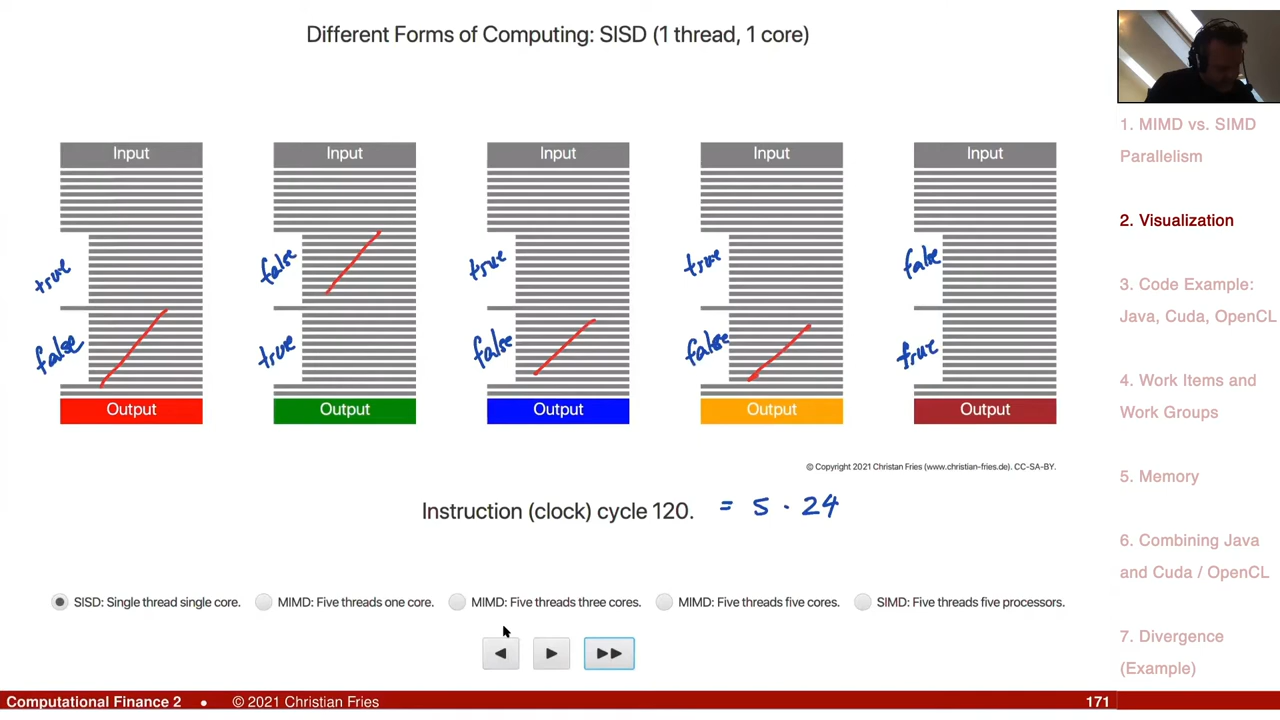 Different Forms of Computing: SISD (1 thread, 1 core)
Input Input Input Input Input
true false true true false
false true false false true
Output Output Output Output Output
© Copyright 2021 Christan Fries (www.christian-fries.de). CC-SA-BY.
Instruction (clock) cycle 120. = 5 · 24
SISD: Single thread single core. MIMD: Five threads one core. MIMD: Five threads three cores. MIMD: Five threads five cores. SIMD: Five threads five processors.
1. MIMD vs. SIMD
Parallelism
2. Visualization
3. Code Example:
Java, Cuda, OpenCL
4. Work Items and
Work Groups
5. Memory
6. Combining Java
and Cuda / OpenCL
7. Divergence
(Example)
Computational Finance 2 • © 2021 Christian Fries 171